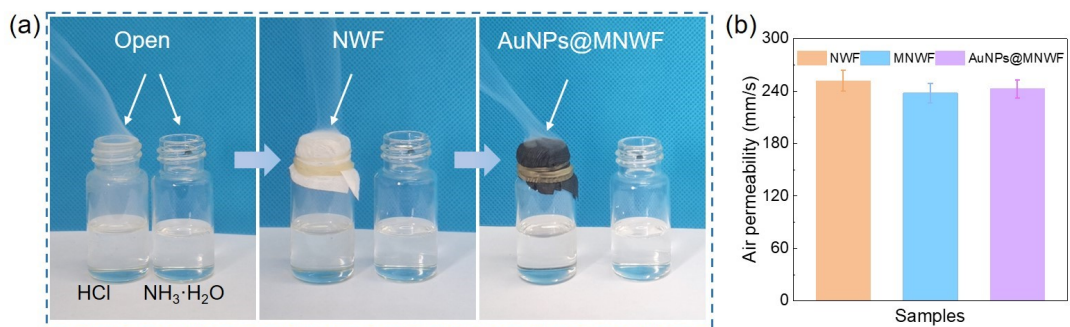 (a)
Open
NWF
AuNPs@MNWF
HCl
NH₃·H₂O
(b)
300
240
180
120
60
0
Air permeability (mm/s)
NWF
MNWF
AuNPs@MNWF
Samples